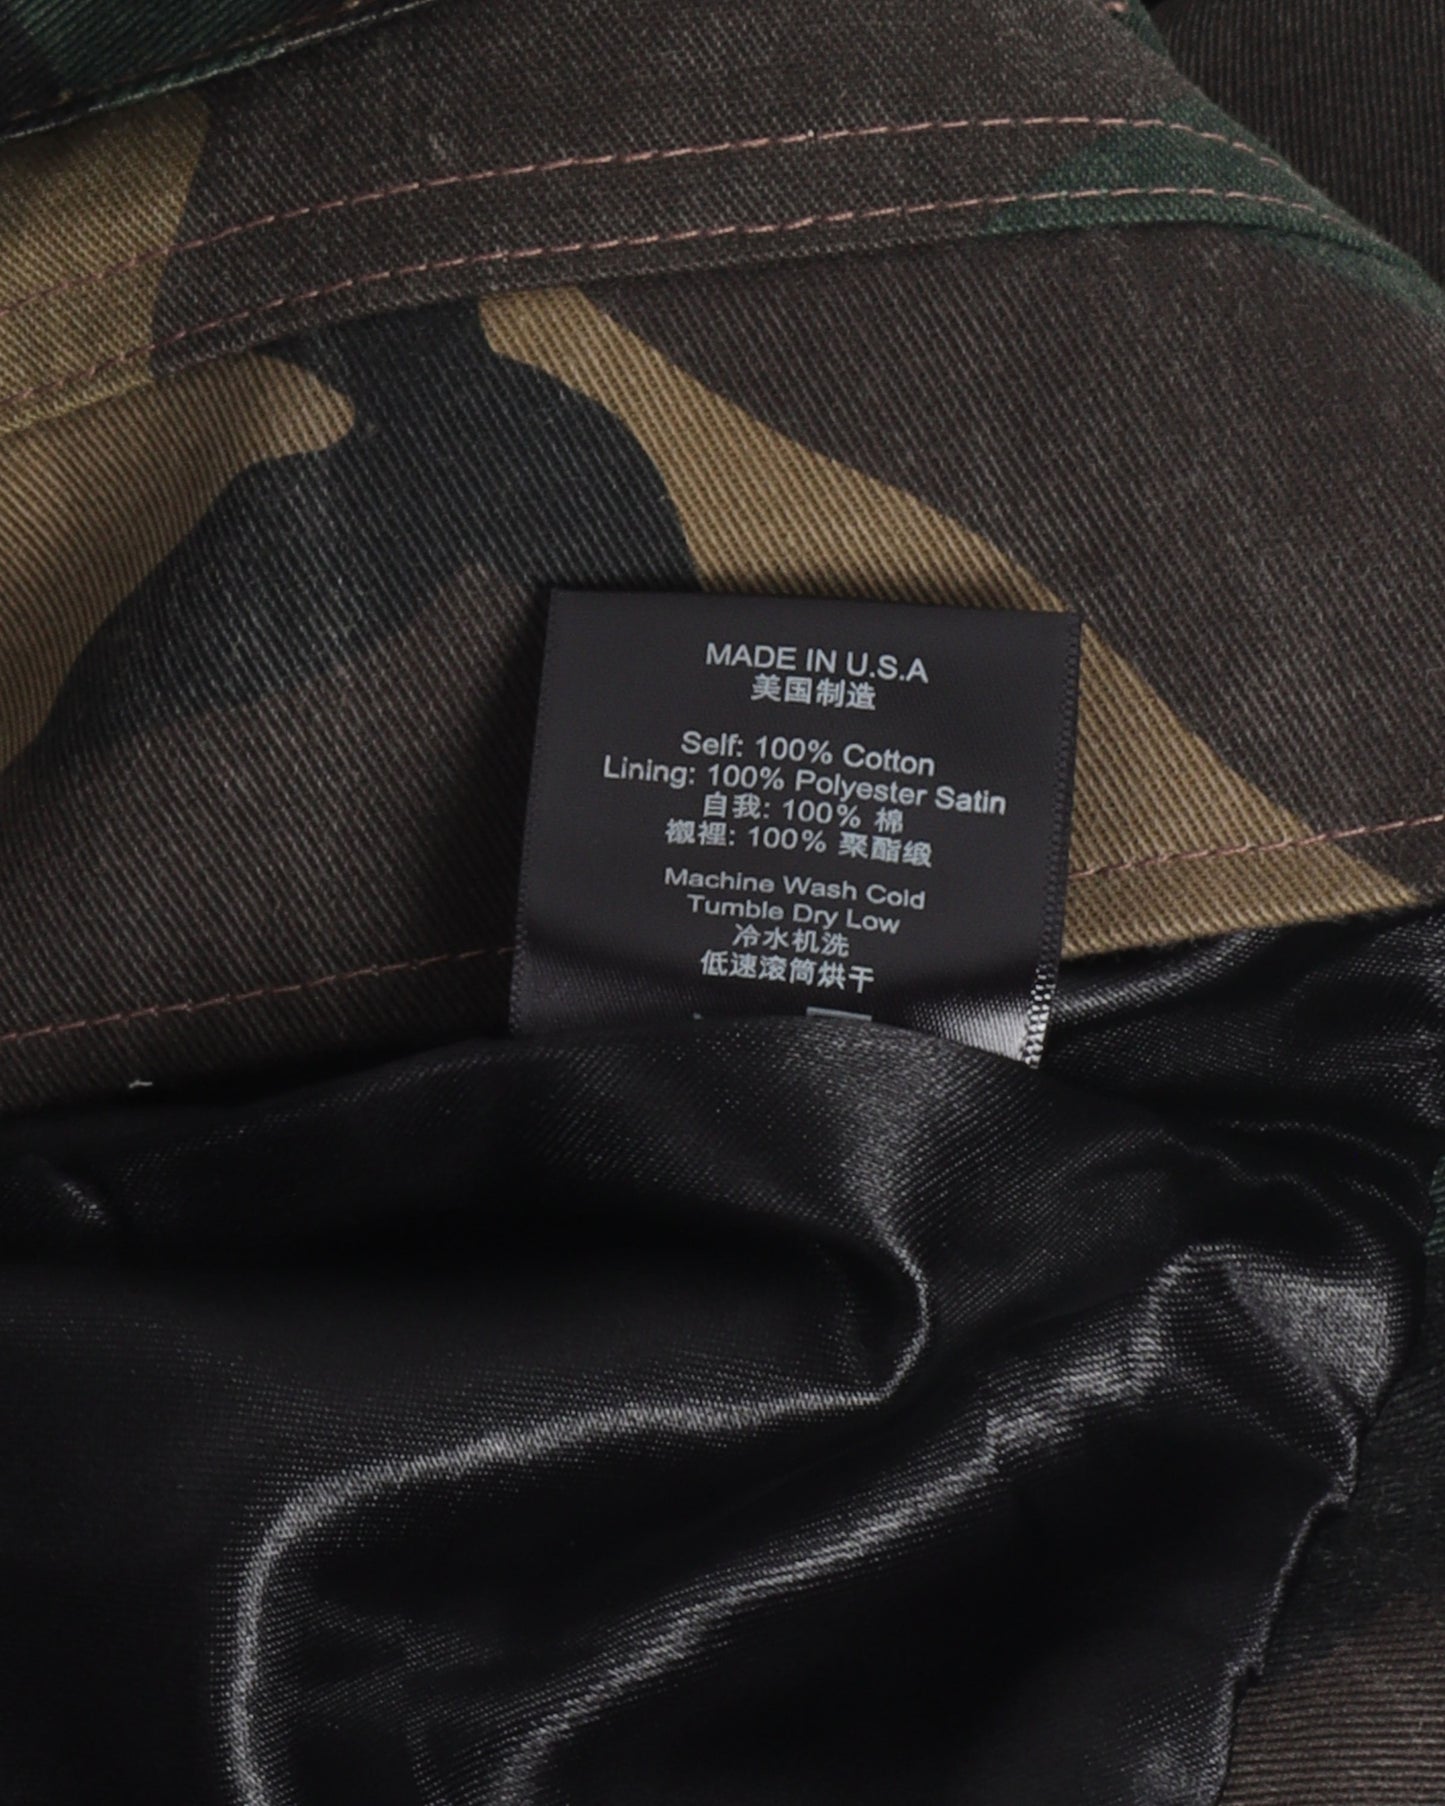 MADE IN U.S.A
美国制造
Self: 100% Cotton
Lining: 100% Polyester Satin
自我: 100% 棉
襯裡: 100% 聚酯缎
Machine Wash Cold
Tumble Dry Low
冷水机洗
低速滚筒烘干